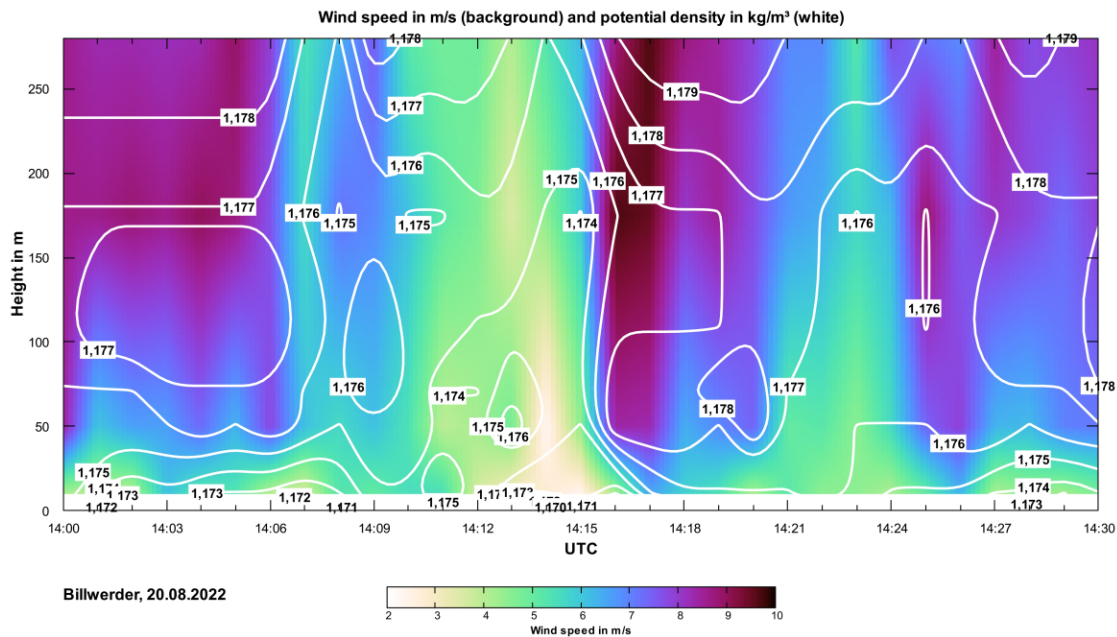 Wind speed in m/s (background) and potential density in kg/m³ (white)
1,178 1,179
250
1,179
1,177
1,178
1,178
1,177
200
1,176
1,175 1,176 1,178
1,177
1,177 1,176
1,175 1,175 1,174 1,176
150
Height in m
1,176
100
1,177
1,176 1,177 1,178
1,174
1,178
50
1,175
1,176 1,176
1,175 1,175
1,174
1,173 1,173 1,172 1,175 1,172 1,173
1,172 1,171 1,170 1,171
0
14:00 14:03 14:06 14:09 14:12 14:15 14:18 14:21 14:24 14:27 14:30
UTC
Billwerder, 20.08.2022
2 3 4 5 6 7 8 9 10
Wind speed in m/s